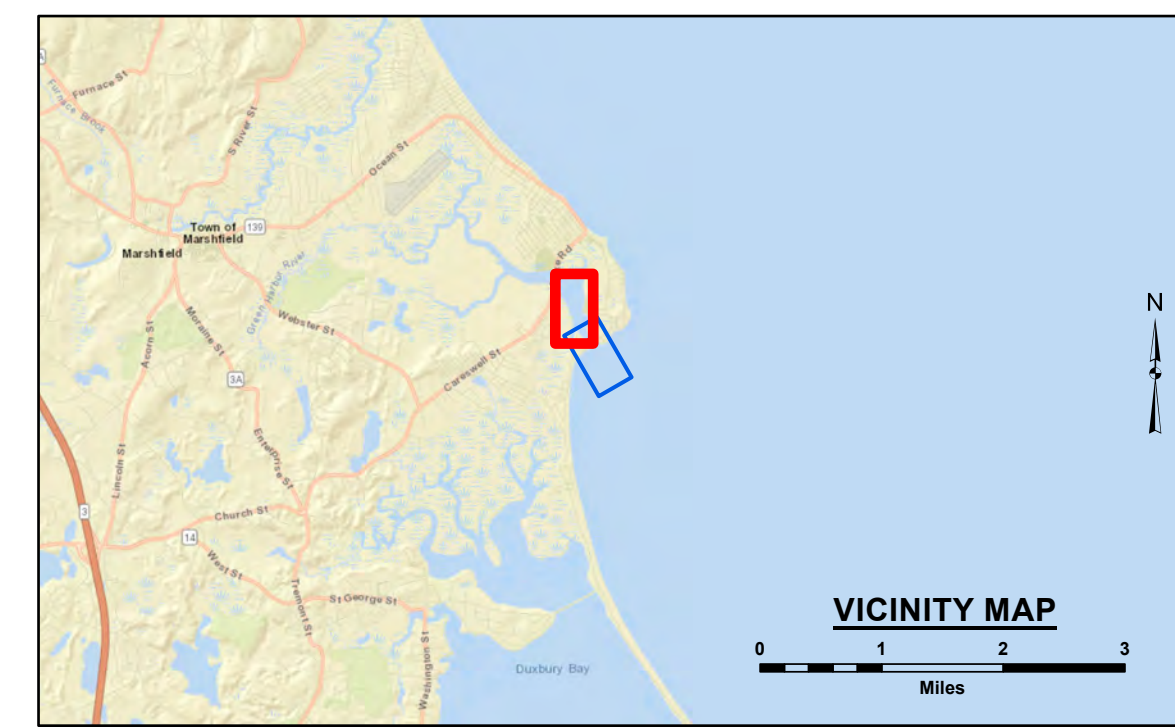 Furnace St
Furnace Brook
S River St
Ocean St
Town of
Marshfield
139
Marshfield
Green Harbor River
Webster St
Careswell St
Acorn St
Moraine St
3A
Enterprise St
Lincoln St
3
Church St
14
West St
Tremont St
St George St
Washington St
Duxbury Bay
N
VICINITY MAP
0 1 2 3
Miles